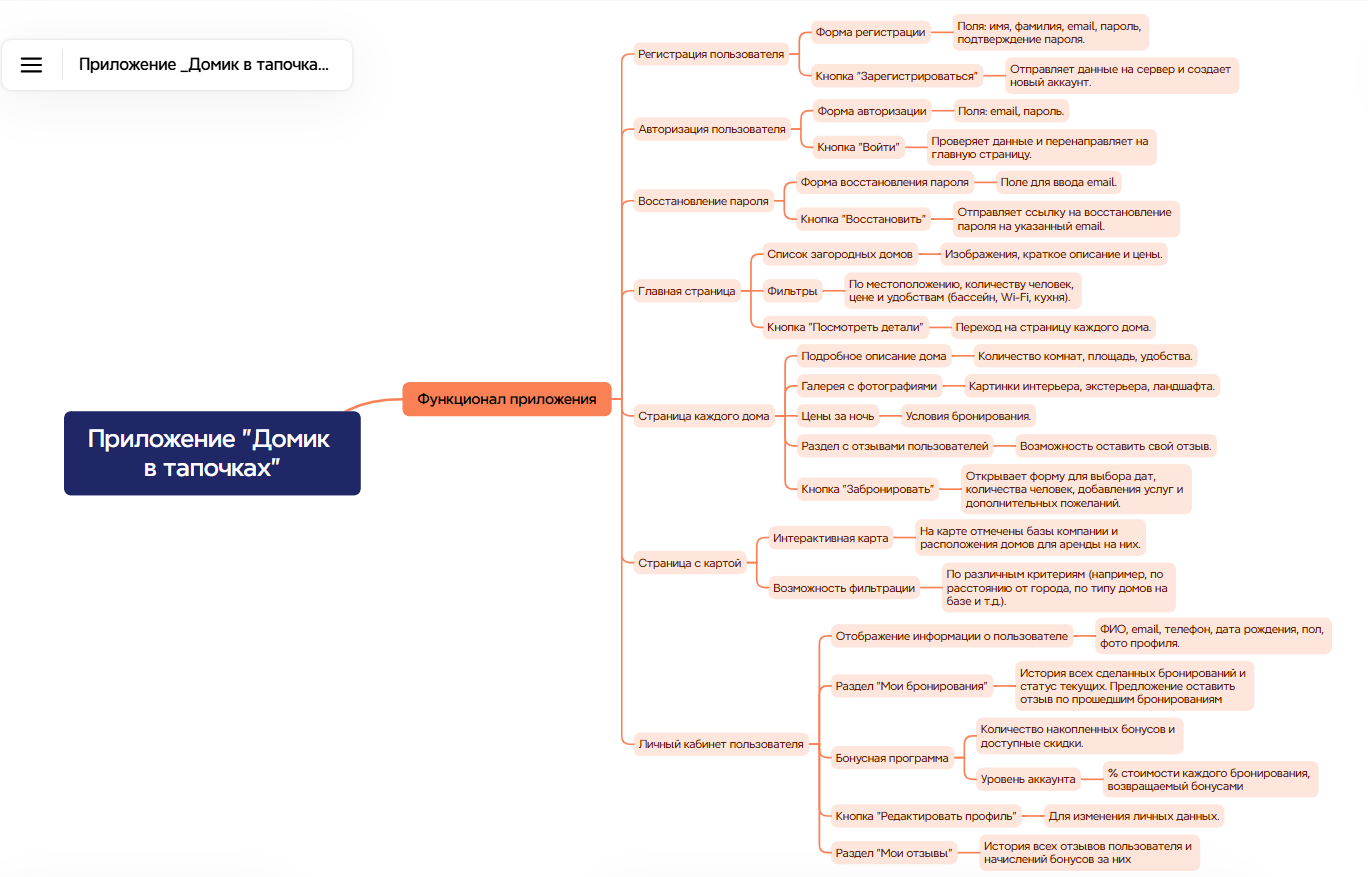 Приложение _Домик в тапочка...
Приложение "Домик
в тапочках"
Функционал приложения
Регистрация пользователя
Форма регистрации
Поля: имя, фамилия, email, пароль,
подтверждение пароля.
Кнопка "Зарегистрироваться"
Отправляет данные на сервер и создает
новый аккаунт.
Авторизация пользователя
Форма авторизации
Поля: email, пароль.
Кнопка "Войти"
Проверяет данные и перенаправляет на
главную страницу.
Восстановление пароля
Форма восстановления пароля
Поле для ввода email.
Кнопка "Восстановить"
Отправляет ссылку на восстановление
пароля на указанный email.
Главная страница
Список загородных домов
Изображения, краткое описание и цены.
Фильтры
По местоположению, количеству человек,
цене и удобствам (бассейн, Wi-Fi, кухня).
Кнопка "Посмотреть детали"
Переход на страницу каждого дома.
Страница каждого дома
Подробное описание дома
Количество комнат, площадь, удобства.
Галерея с фотографиями
Картинки интерьера, экстерьера, ландшафта.
Цены за ночь
Условия бронирования.
Раздел с отзывами пользователей
Возможность оставить свой отзыв.
Кнопка "Забронировать"
Открывает форму для выбора дат,
количества человек, добавления услуг и
дополнительных пожеланий.
Страница с картой
Интерактивная карта
На карте отмечены базы компании и
расположения домов для аренды на них.
Возможность фильтрации
По различным критериям (например, по
расстоянию от города, по типу домов на
базе и т.д.).
Личный кабинет пользователя
Отображение информации о пользователе
ФИО, email, телефон, дата рождения, пол,
фото профиля.
Раздел "Мои бронирования"
История всех сделанных бронирований и
статус текущих. Предложение оставить
отзыв по прошедшим бронированиям
Бонусная программа
Количество накопленных бонусов и
доступные скидки.
Уровень аккаунта
% стоимости каждого бронирования,
возвращаемый бонусами
Кнопка "Редактировать профиль"
Для изменения личных данных.
Раздел "Мои отзывы"
История всех отзывов пользователя и
начислений бонусов за них